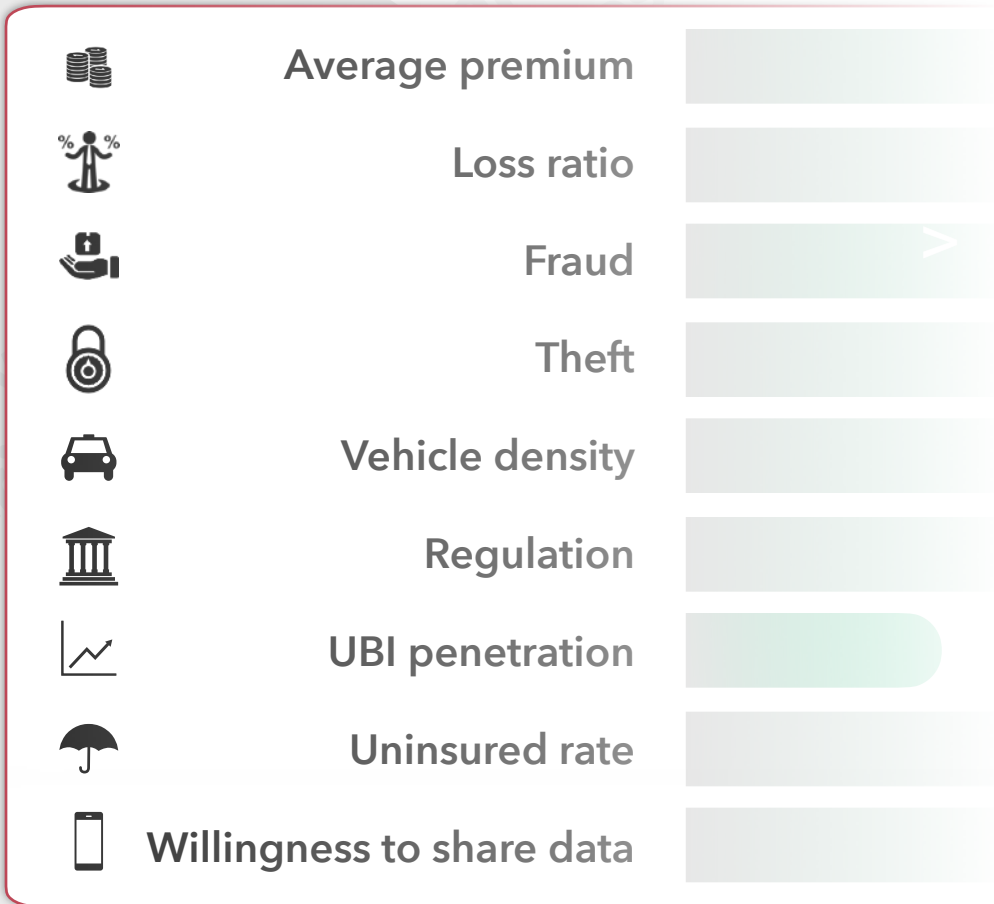 Average premium
% %
Loss ratio
Fraud
>
Theft
Vehicle density
Regulation
UBI penetration
Uninsured rate
Willingness to share data